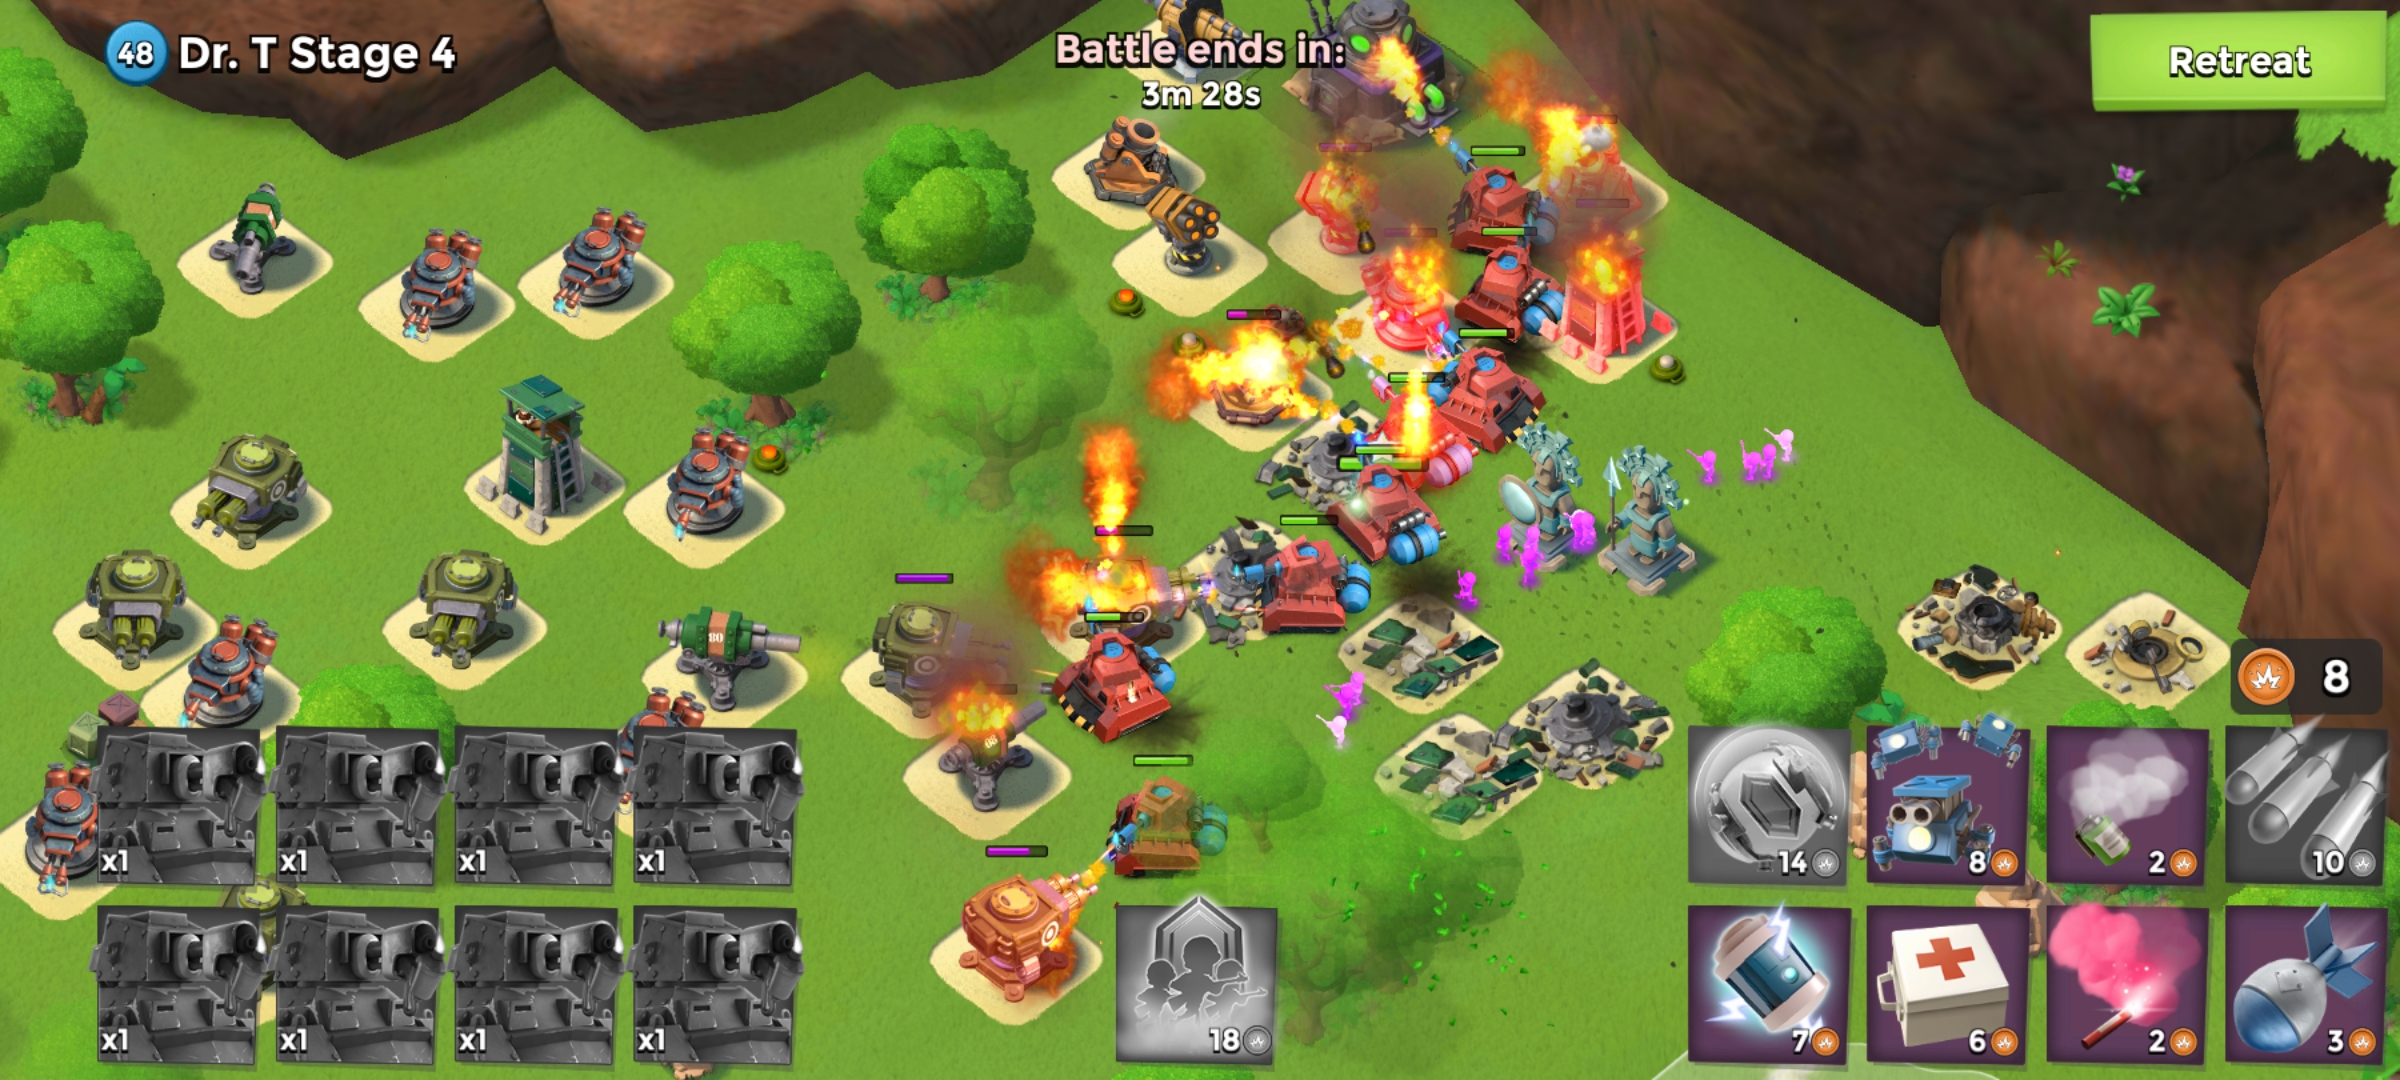 48 Dr. T Stage 4
Battle ends in:
3m 28s
Retreat
80
8
x1 x1 x1 x1
14 8 2 10
x1 x1 x1 x1
18
7 6 2 3